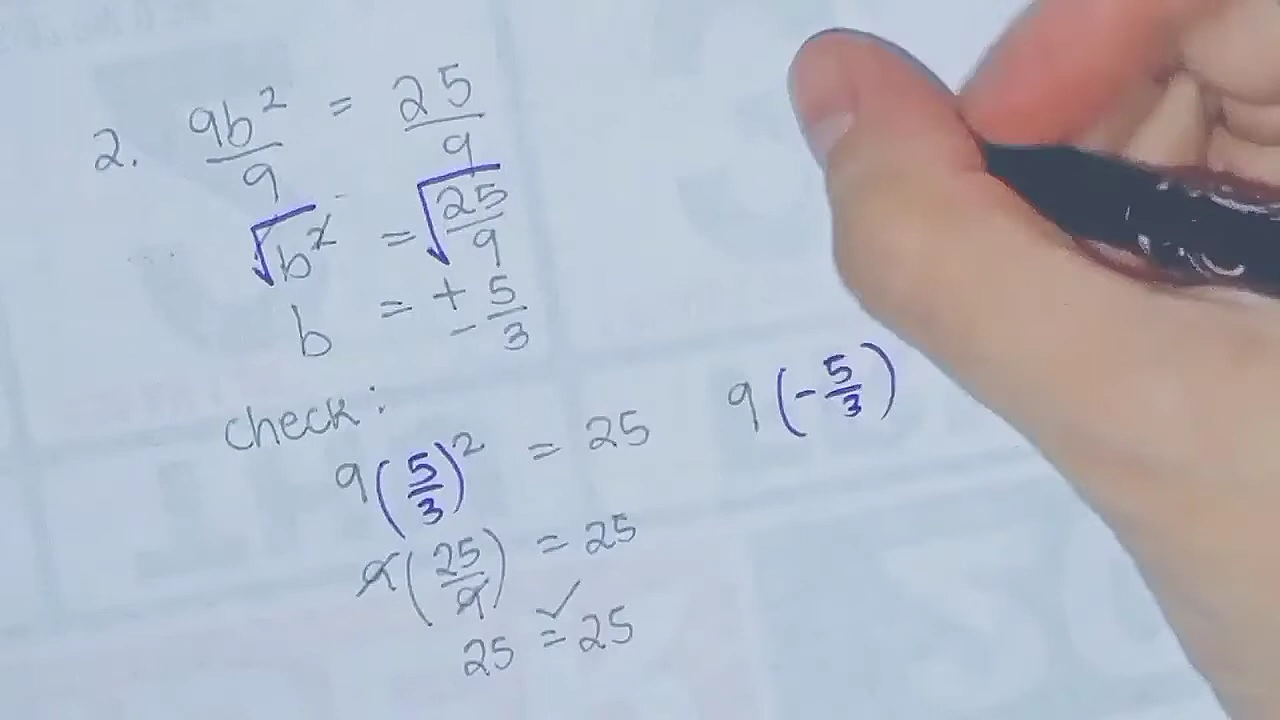 2. 9b²/9 = 25/9
√b² = √25/9
b = ± 5/3
check:
9(5/3)² = 25
9(25/9) = 25
25 = 25 ✓
9(-5/3)